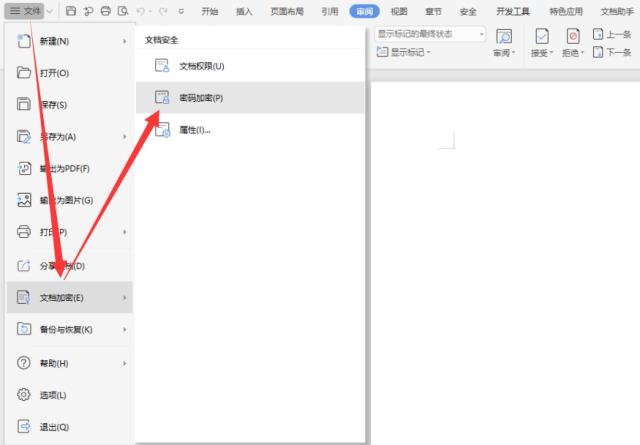 文件 开始 插入 页面布局 引用 审阅 视图 章节 安全 开发工具 特色应用 文档助手
显示标记的最终状态
显示标记
审阅 接受 拒绝
上一条
下一条
新建(N)
打开(O)
保存(S)
另存为(A)
输出为PDF(F)
输出为图片(G)
打印(P)
分享文档(D)
文档加密(E)
备份与恢复(K)
帮助(H)
选项(L)
退出(Q)
文档安全
文档权限(U)
密码加密(P)
属性(I)...